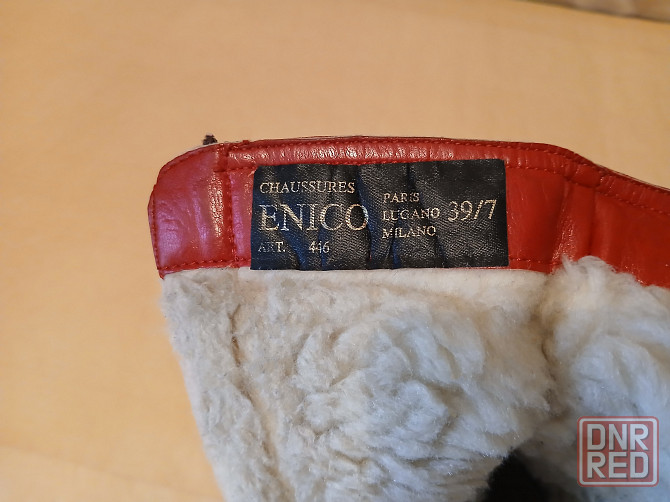 CHAUSSURES
ENICO
ART. 446
PARIS
LUGANO
MILANO
39/7
DNR
RED